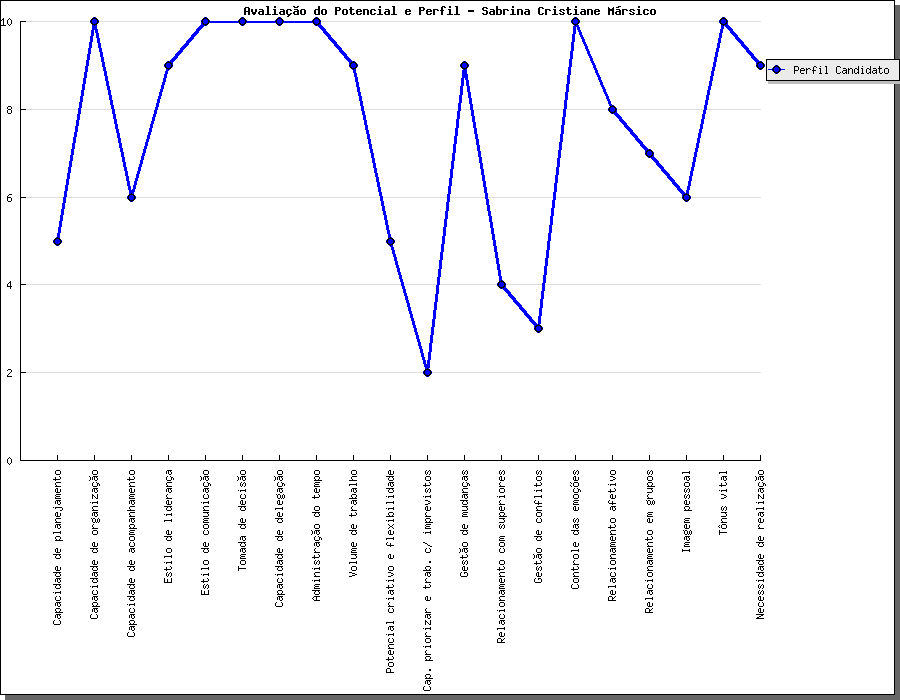 Avaliação do Potencial e Perfil - Sabrina Cristiane Mársico
Perfil Candidato
10
8
6
4
2
0
Capacidade de planejamento
Capacidade de organização
Capacidade de acompanhamento
Estilo de liderança
Estilo de comunicação
Tomada de decisão
Capacidade de delegação
Administração do tempo
Volume de trabalho
Potencial criativo e flexibilidade
Cap. priorizar e trab. c/ imprevistos
Gestão de mudanças
Relacionamento com superiores
Gestão de conflitos
Controle das emoções
Relacionamento afetivo
Relacionamento em grupos
Imagem pessoal
Tônus vital
Necessidade de realização